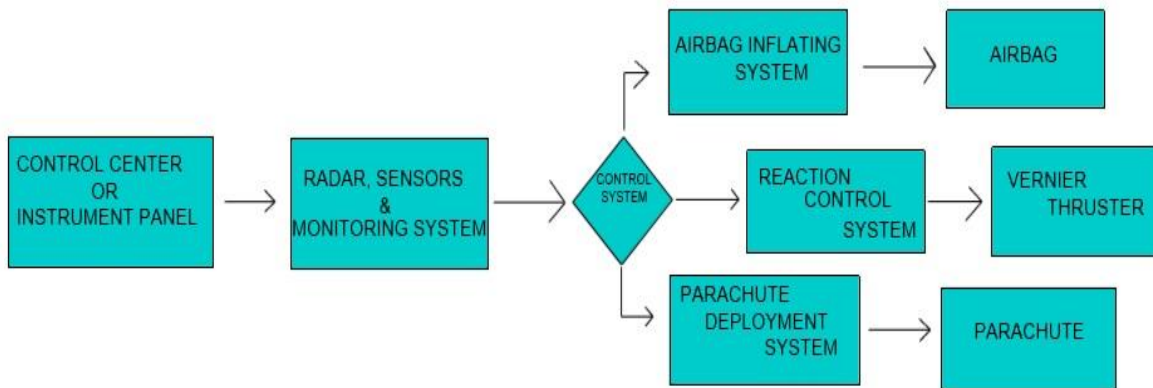 CONTROL CENTER
OR
INSTRUMENT PANEL
RADAR, SENSORS
&
MONITORING SYSTEM
CONTROL
SYSTEM
AIRBAG INFLATING
SYSTEM
AIRBAG
REACTION
CONTROL
SYSTEM
VERNIER
THRUSTER
PARACHUTE
DEPLOYMENT
SYSTEM
PARACHUTE